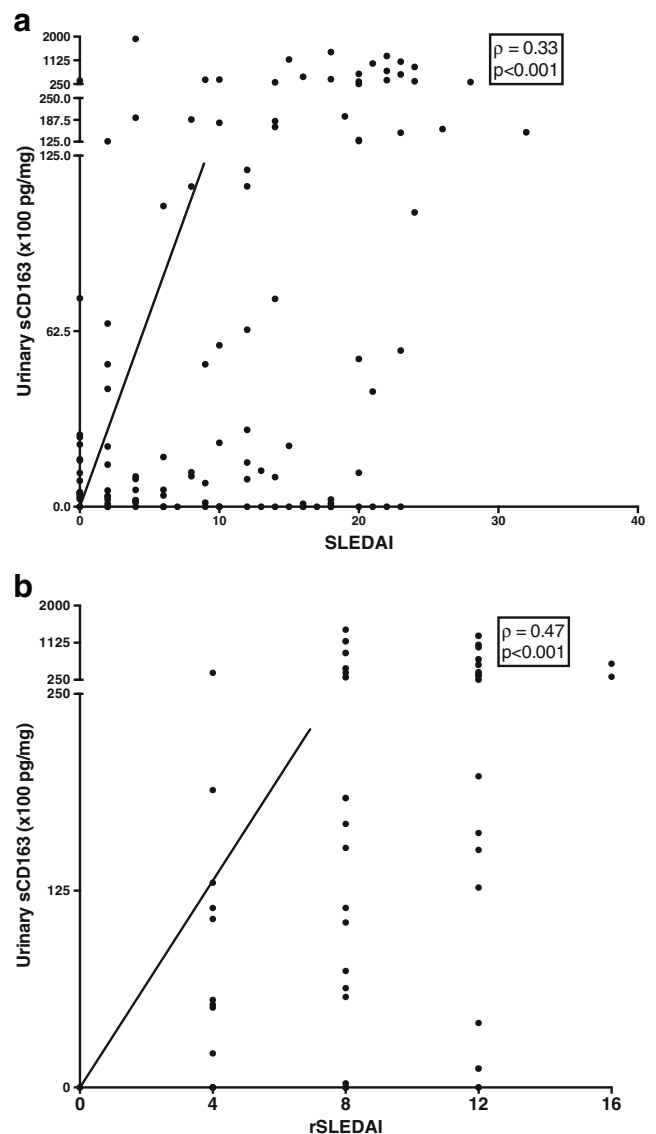 a
2000
1125
250
250.0
187.5
125.0
125.0
62.5
0.0
Urinary sCD163 (x100 pg/mg)
ρ = 0.33
p<0.001
0 10 20 30 40
SLEDAI
b
2000
1125
250
250
125
0
Urinary sCD163 (x100 pg/mg)
ρ = 0.47
p<0.001
0 4 8 12 16
rSLEDAI